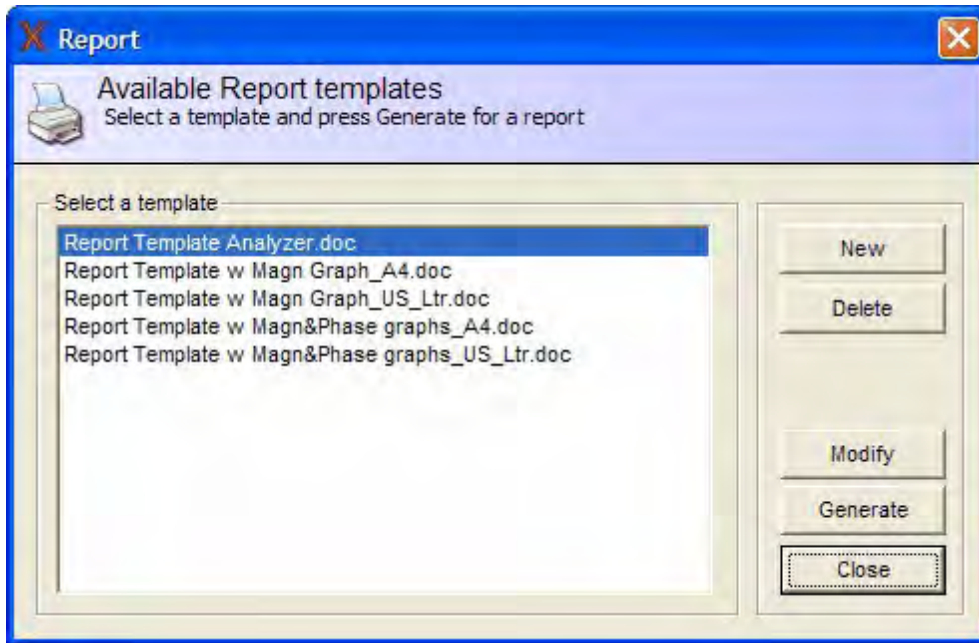 Report
Available Report templates
Select a template and press Generate for a report
Select a template
Report Template Analyzer.doc
Report Template w Magn Graph_A4.doc
Report Template w Magn Graph_US_Ltr.doc
Report Template w Magn&Phase graphs_A4.doc
Report Template w Magn&Phase graphs_US_Ltr.doc
New
Delete
Modify
Generate
Close